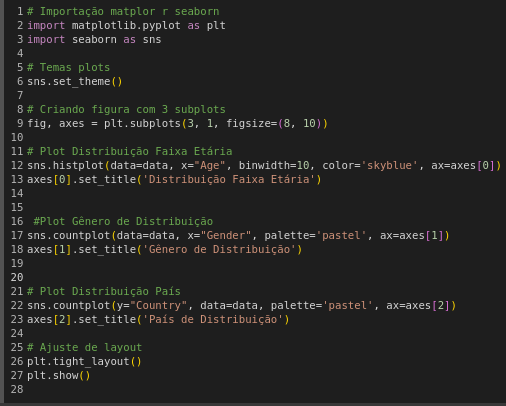 1 # Importação matplor r seaborn
2 import matplotlib.pyplot as plt
3 import seaborn as sns
4
5 # Temas plots
6 sns.set_theme()
7
8 # Criando figura com 3 subplots
9 fig, axes = plt.subplots(3, 1, figsize=(8, 10))
10
11 # Plot Distribuição Faixa Etária
12 sns.histplot(data=data, x="Age", binwidth=10, color='skyblue', ax=axes[0])
13 axes[0].set_title('Distribuição Faixa Etária')
14
15
16  #Plot Gênero de Distribuição
17 sns.countplot(data=data, x="Gender", palette='pastel', ax=axes[1])
18 axes[1].set_title('Gênero de Distribuição')
19
20
21 # Plot Distribuição País
22 sns.countplot(y="Country", data=data, palette='pastel', ax=axes[2])
23 axes[2].set_title('País de Distribuição')
24
25 # Ajuste de layout
26 plt.tight_layout()
27 plt.show()
28